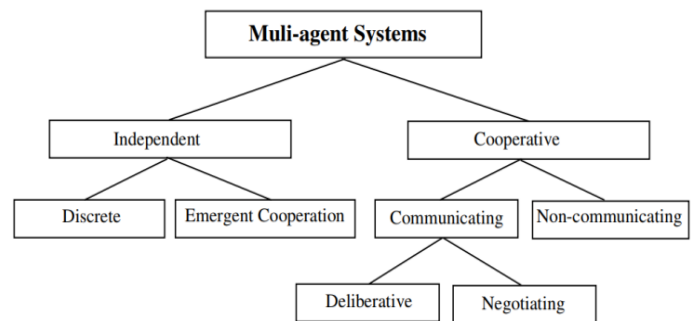 Muli-agent Systems
Independent
Cooperative
Discrete
Emergent Cooperation
Communicating
Non-communicating
Deliberative
Negotiating